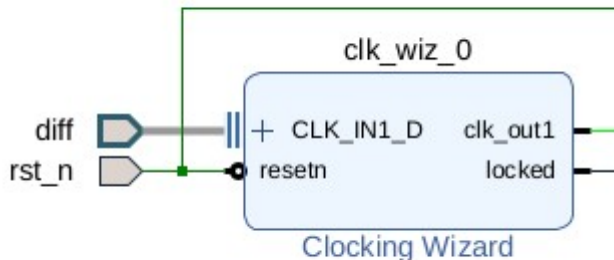 clk_wiz_0
diff
CLK_IN1_D
clk_out1
rst_n
resetn
locked
Clocking Wizard